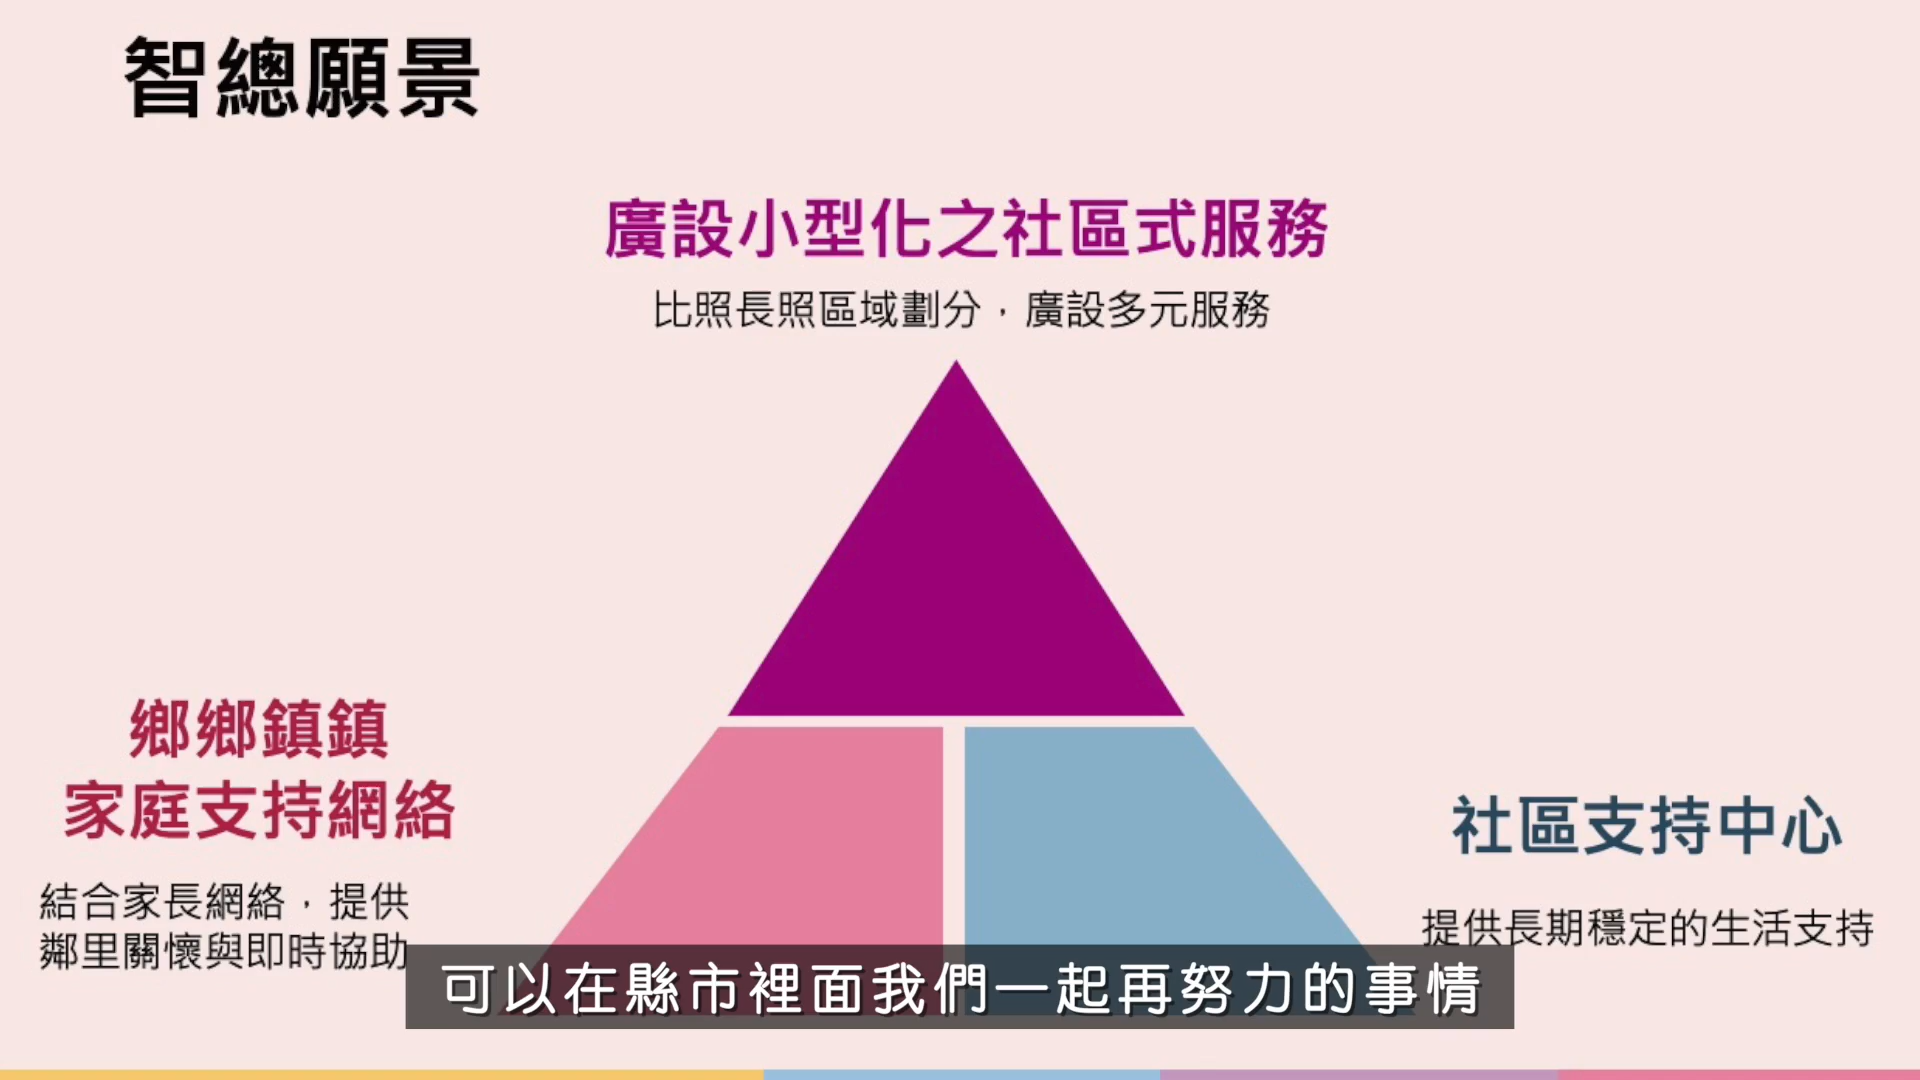 智總願景
廣設小型化之社區式服務
比照長照區域劃分，廣設多元服務
鄉鄉鎮鎮
家庭支持網絡
結合家長網絡，提供
鄰里關懷與即時協助
社區支持中心
提供長期穩定的生活支持
可以在縣市裡面我們一起再努力的事情